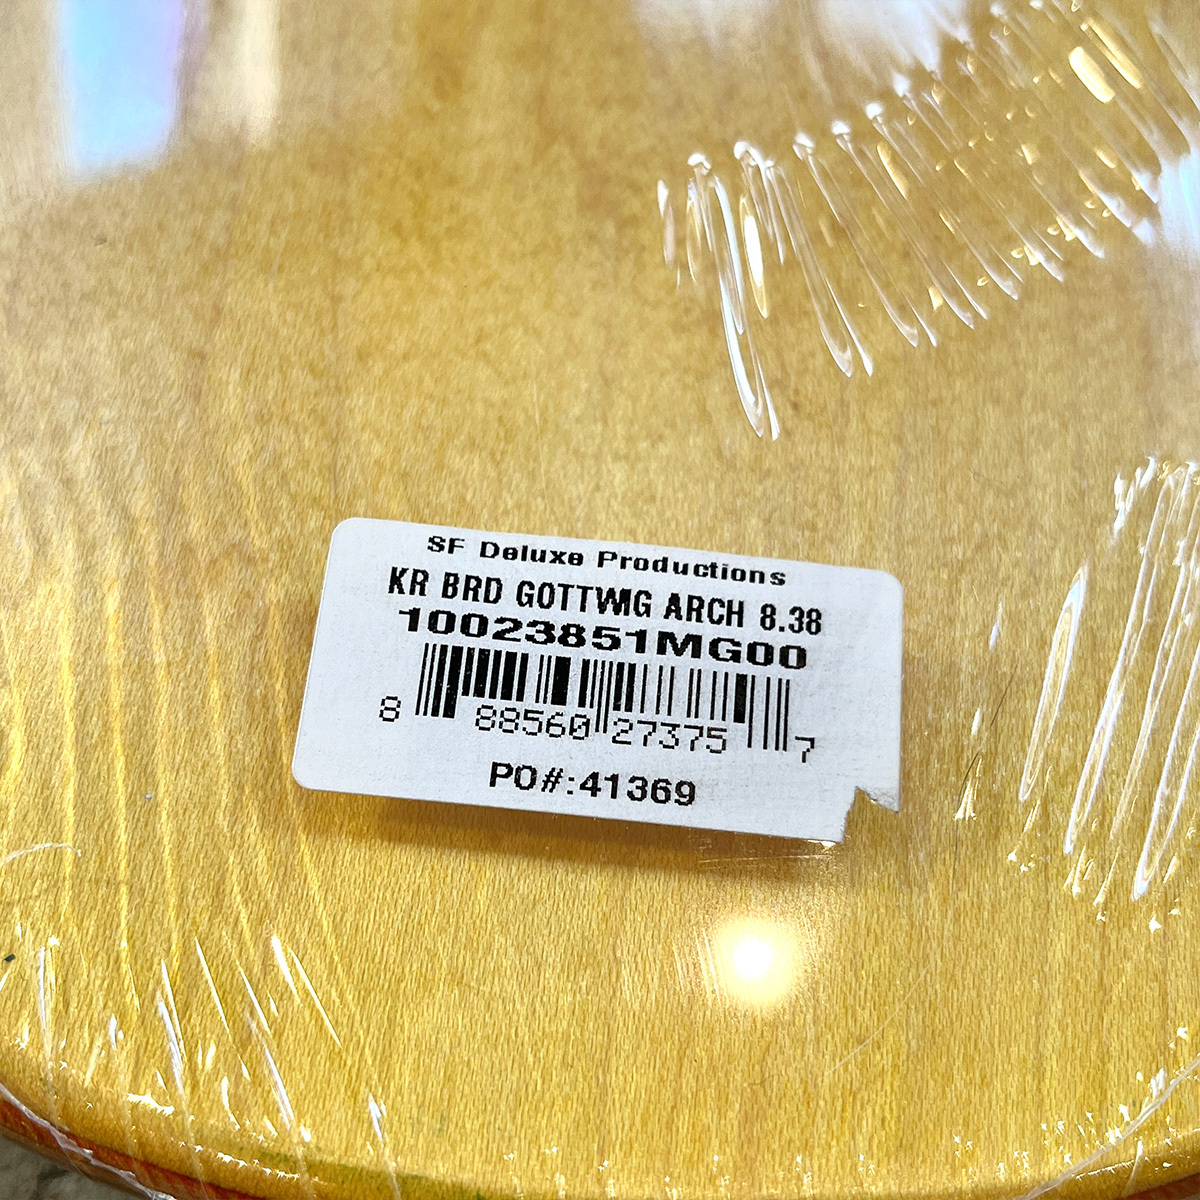 SF Deluxe Productions
KR BRD GOTTWIG ARCH 8.38
10023851MG00
8 88560 27375 7
PO#:41369